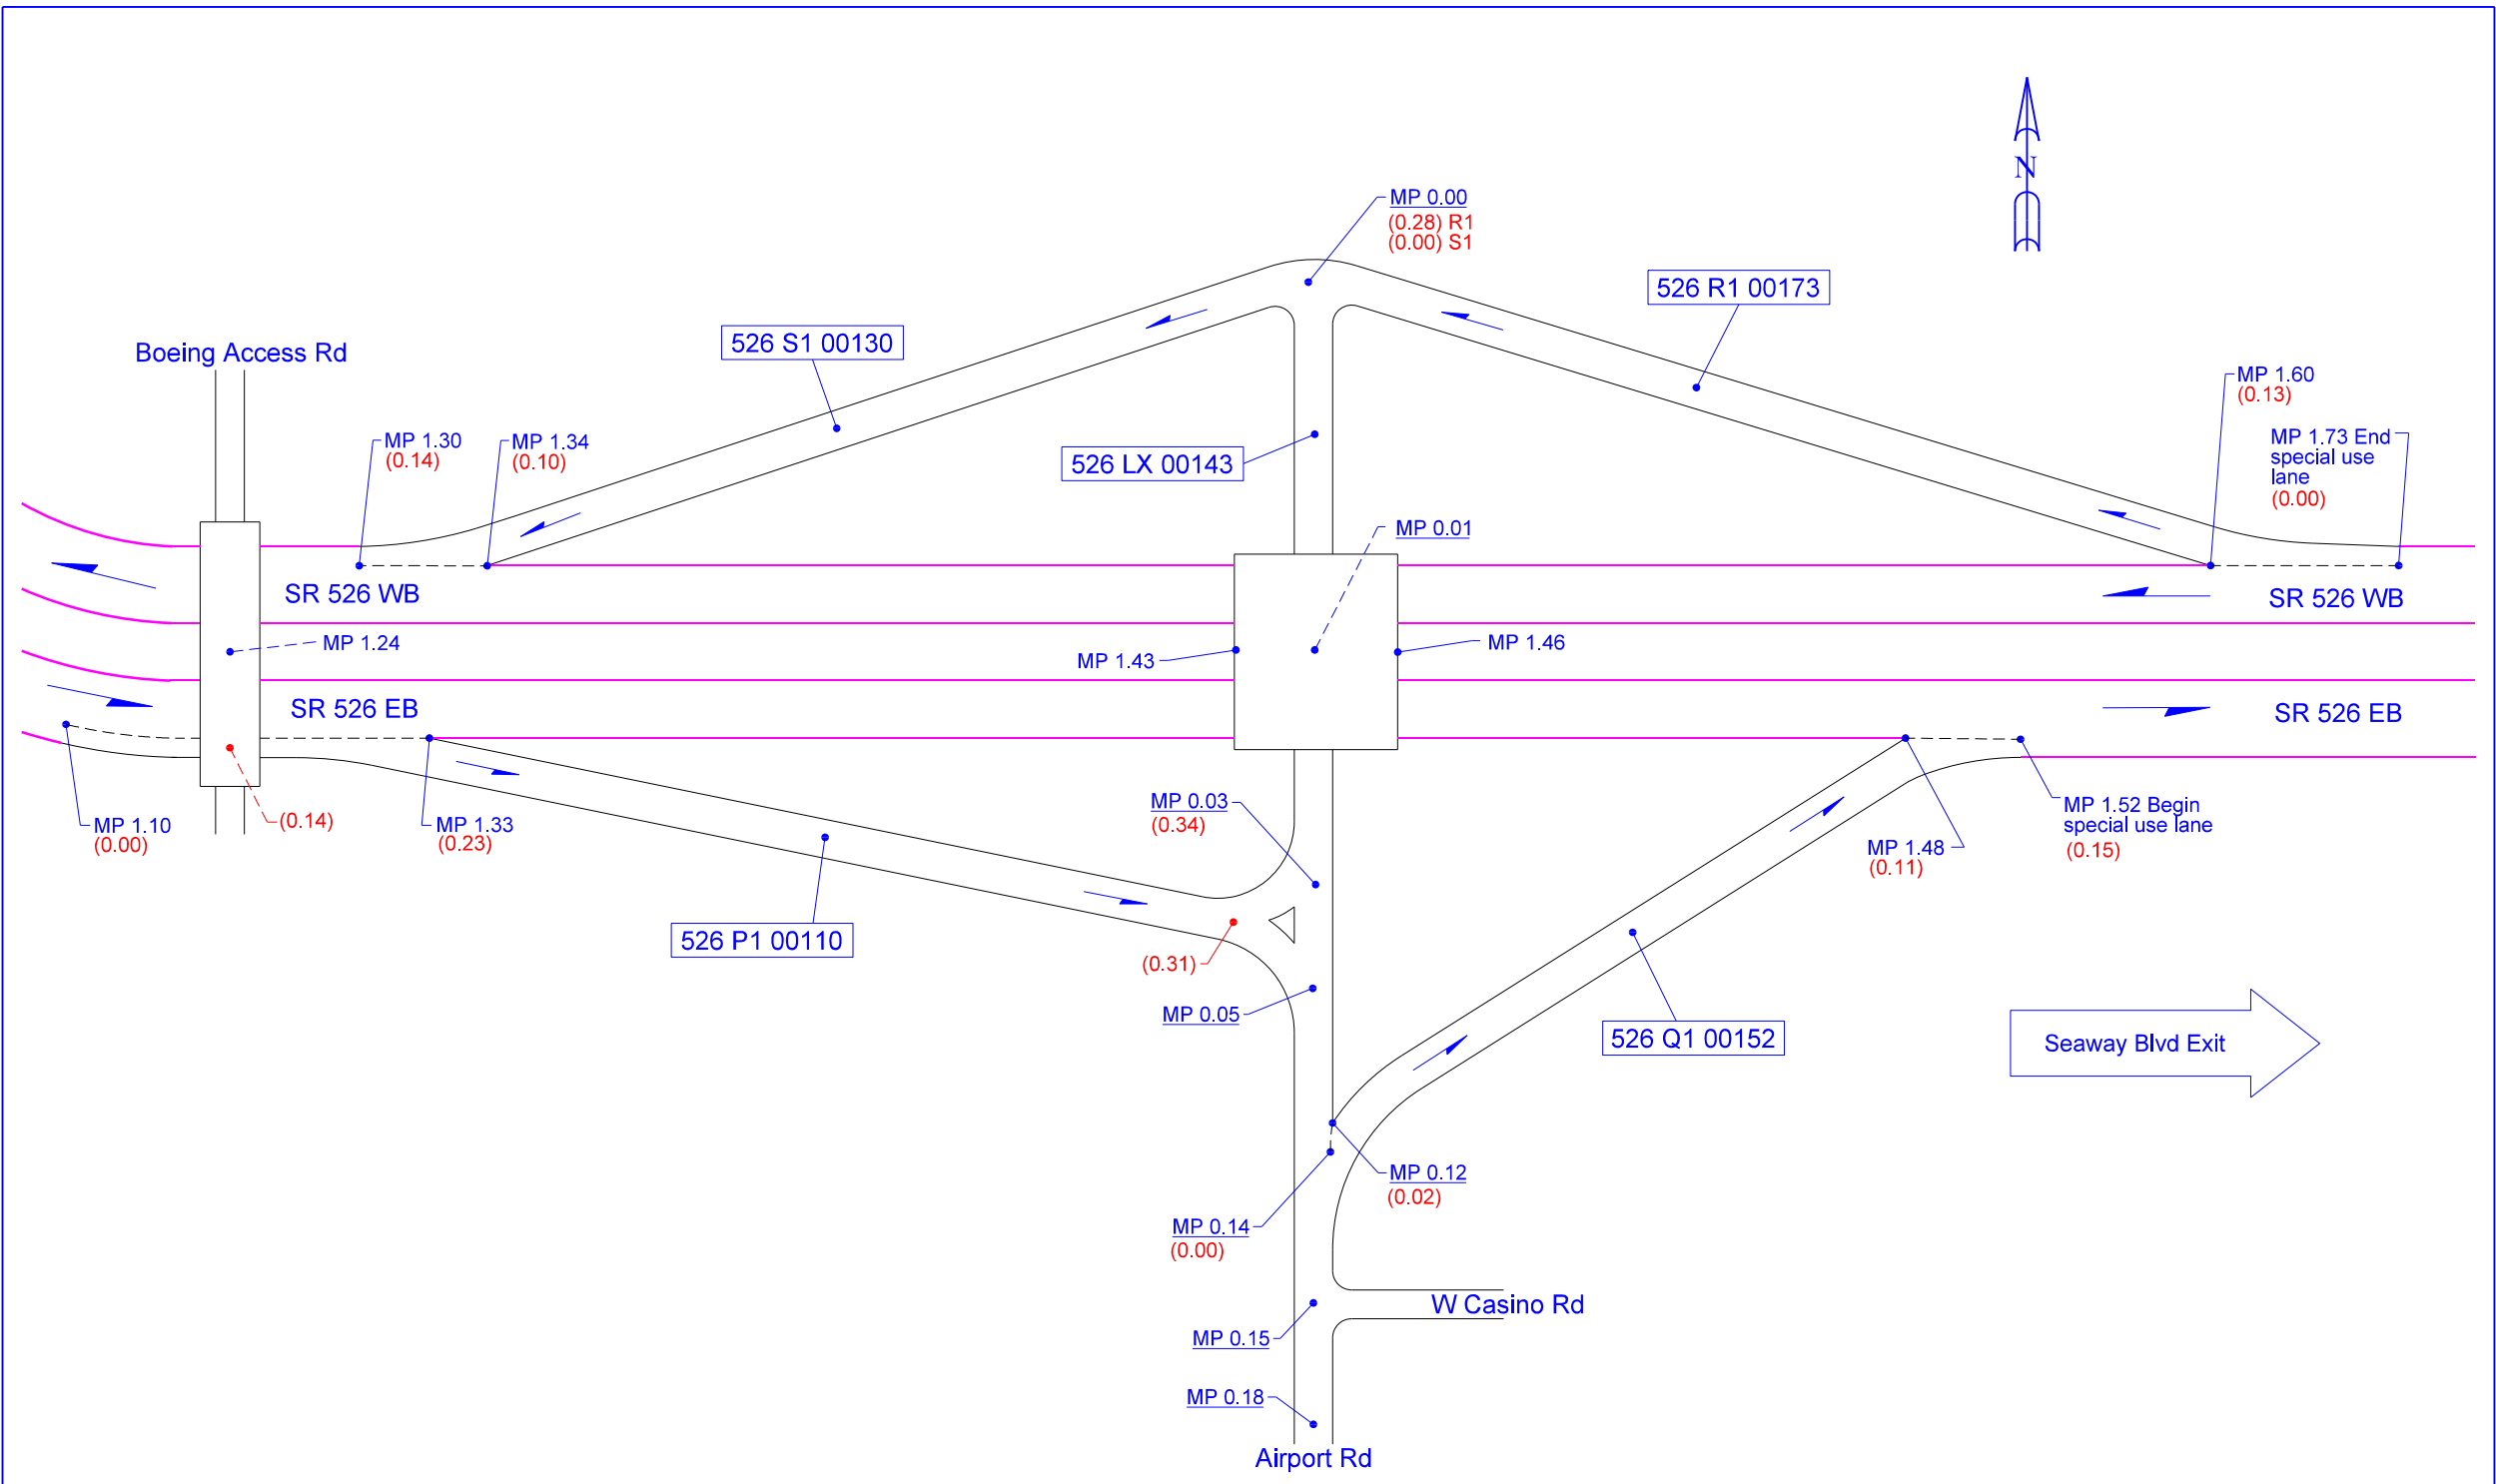 MP 0.00
(0.28) R1
(0.00) S1
N
526 R1 00173
526 S1 00130
Boeing Access Rd
MP 1.60
(0.13)
MP 1.30
(0.14)
MP 1.34
(0.10)
MP 1.73 End
special use
lane
(0.00)
526 LX 00143
MP 0.01
SR 526 WB
SR 526 WB
MP 1.24
MP 1.43
MP 1.46
SR 526 EB
SR 526 EB
MP 1.10
(0.00)
(0.14)
MP 1.33
(0.23)
MP 0.03
(0.34)
MP 1.48
(0.11)
MP 1.52 Begin
special use lane
(0.15)
526 P1 00110
(0.31)
MP 0.05
526 Q1 00152
Seaway Blvd Exit
MP 0.12
(0.02)
MP 0.14
(0.00)
W Casino Rd
MP 0.15
MP 0.18
Airport Rd